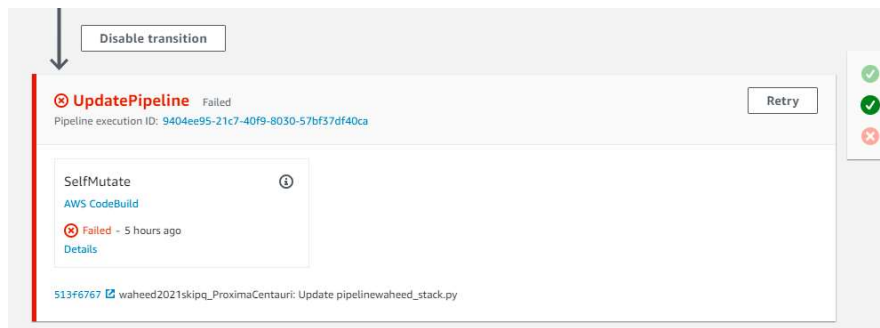 Disable transition
UpdatePipeline Failed
Retry
Pipeline execution ID: 9404ee95-21c7-40f9-8030-57bf37df40ca
SelfMutate
AWS CodeBuild
Failed - 5 hours ago
Details
513f6767 waheed2021skipq_ProximaCentauri: Update pipelinewaheed_stack.py